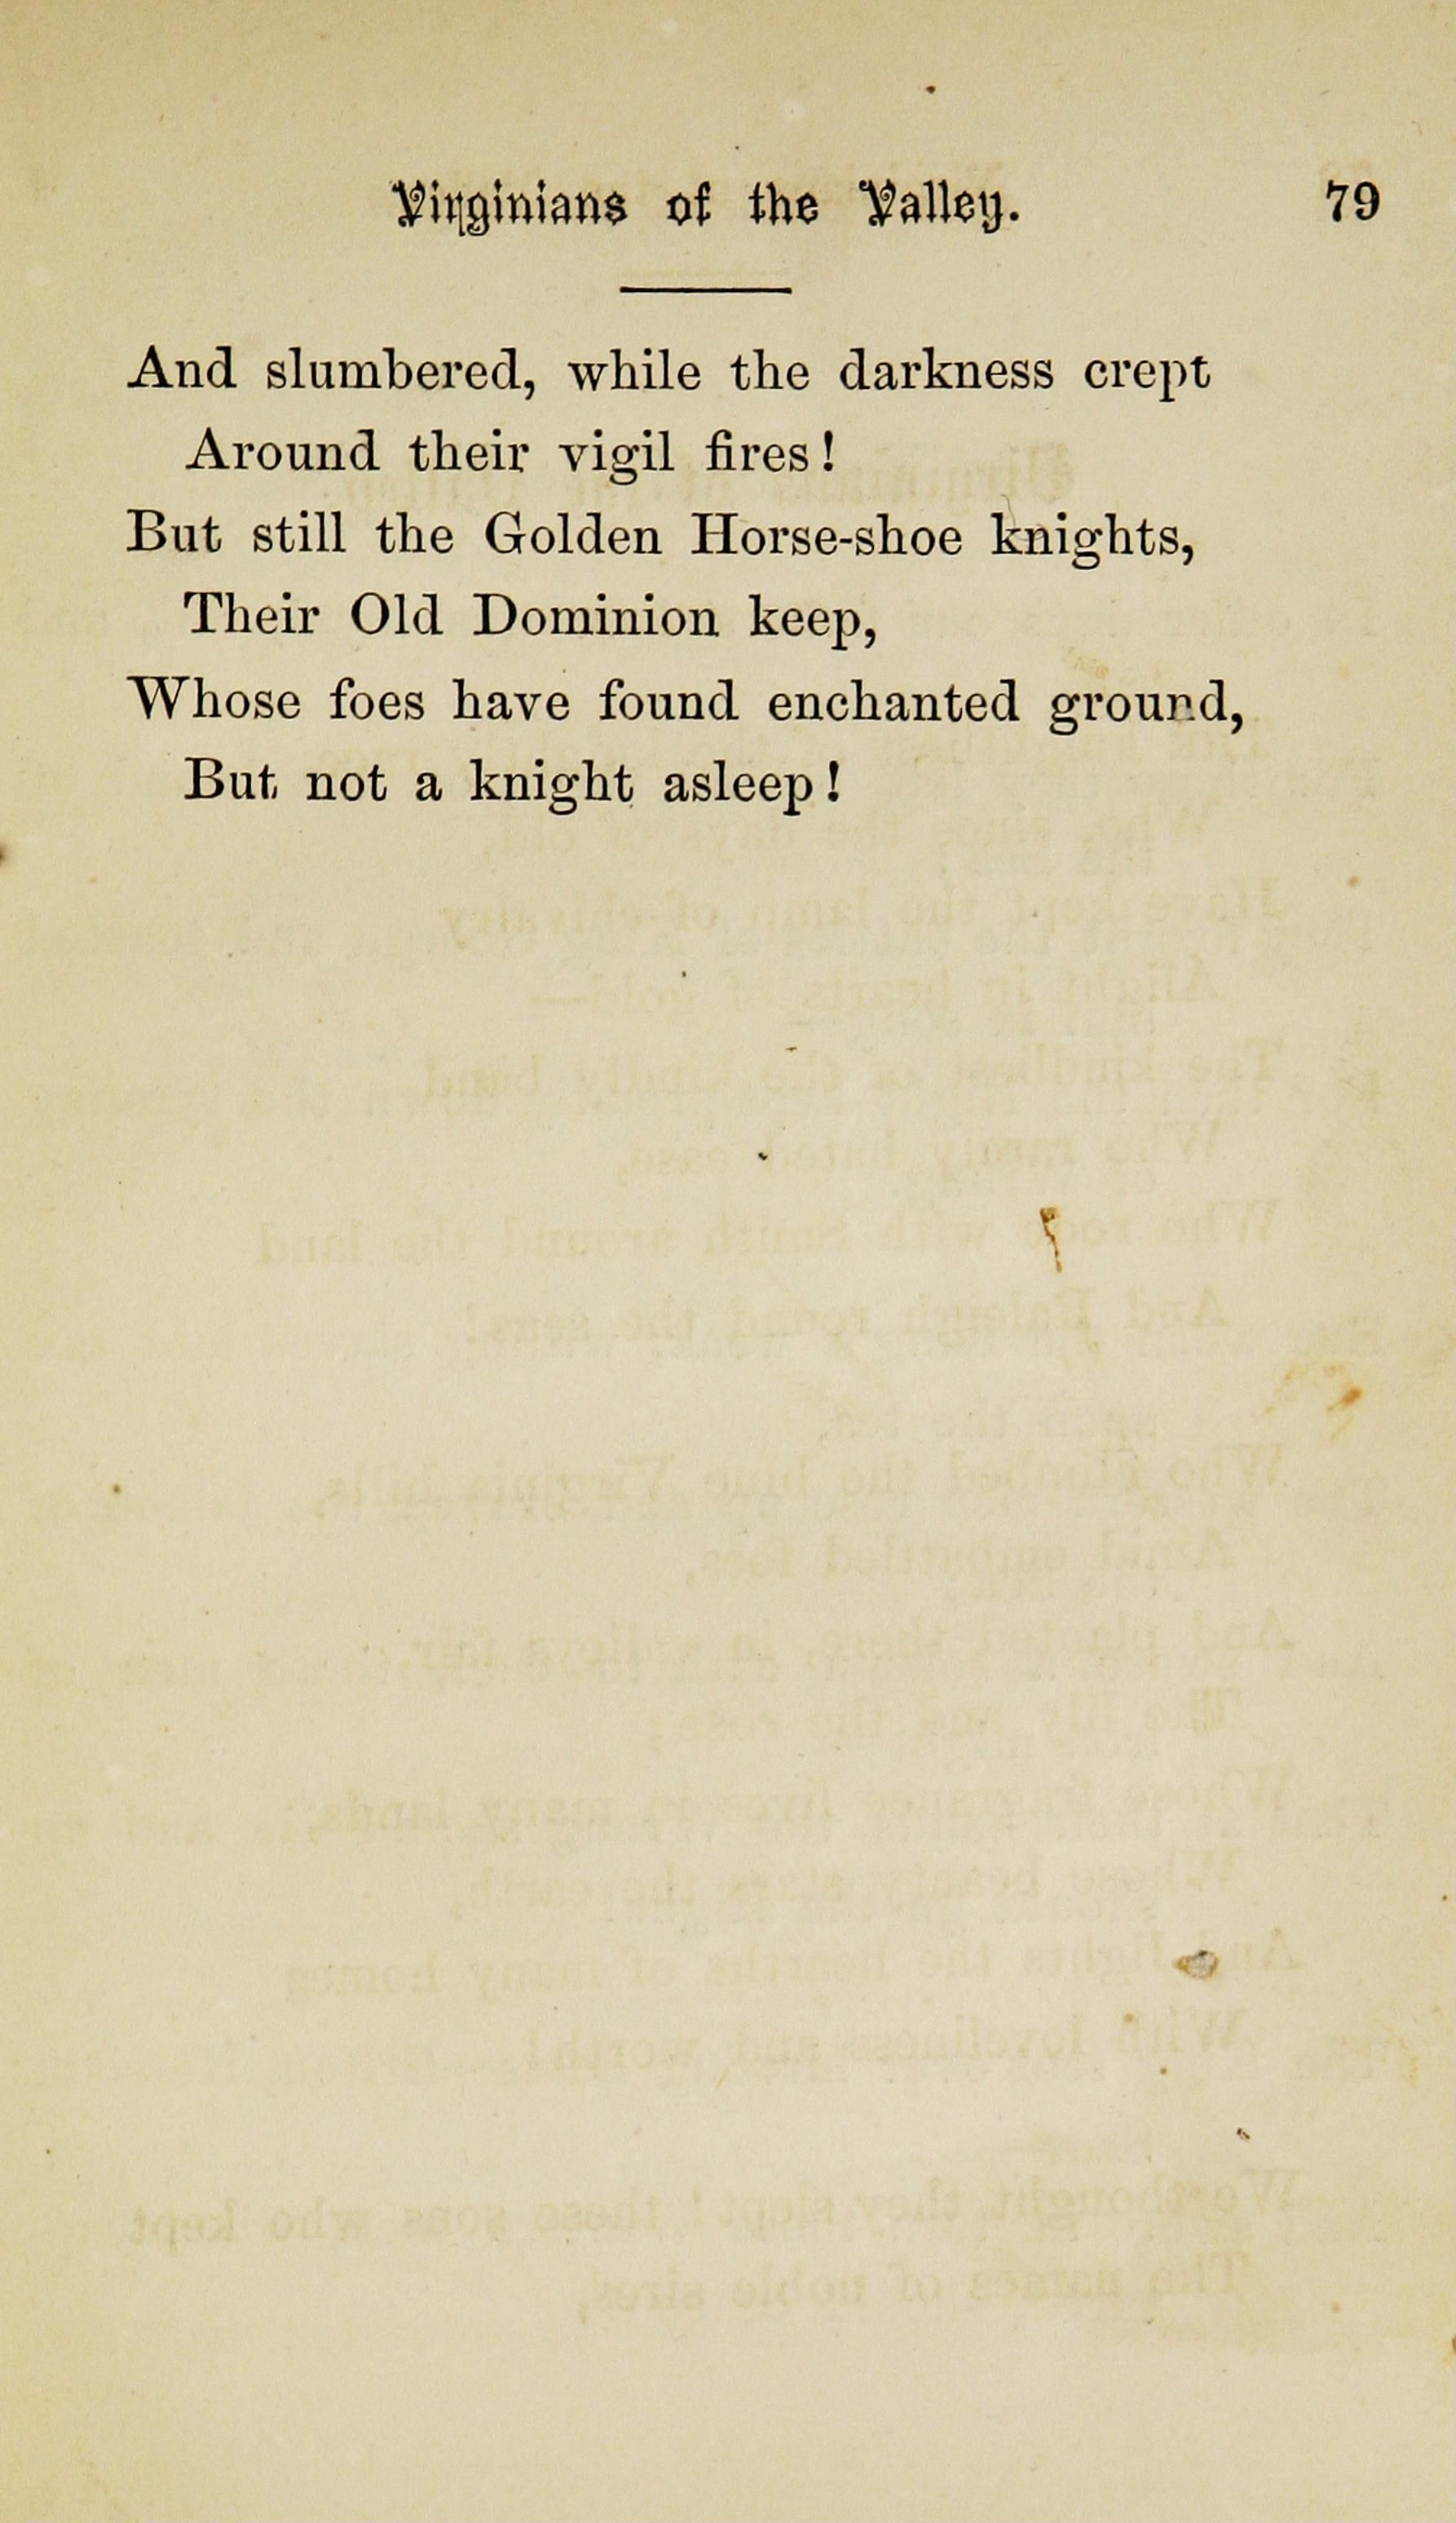 Virginians of the Valley. 79
And slumbered, while the darkness crept
Around their vigil fires!
But still the Golden Horse-shoe knights,
Their Old Dominion keep,
Whose foes have found enchanted ground,
But not a knight asleep!